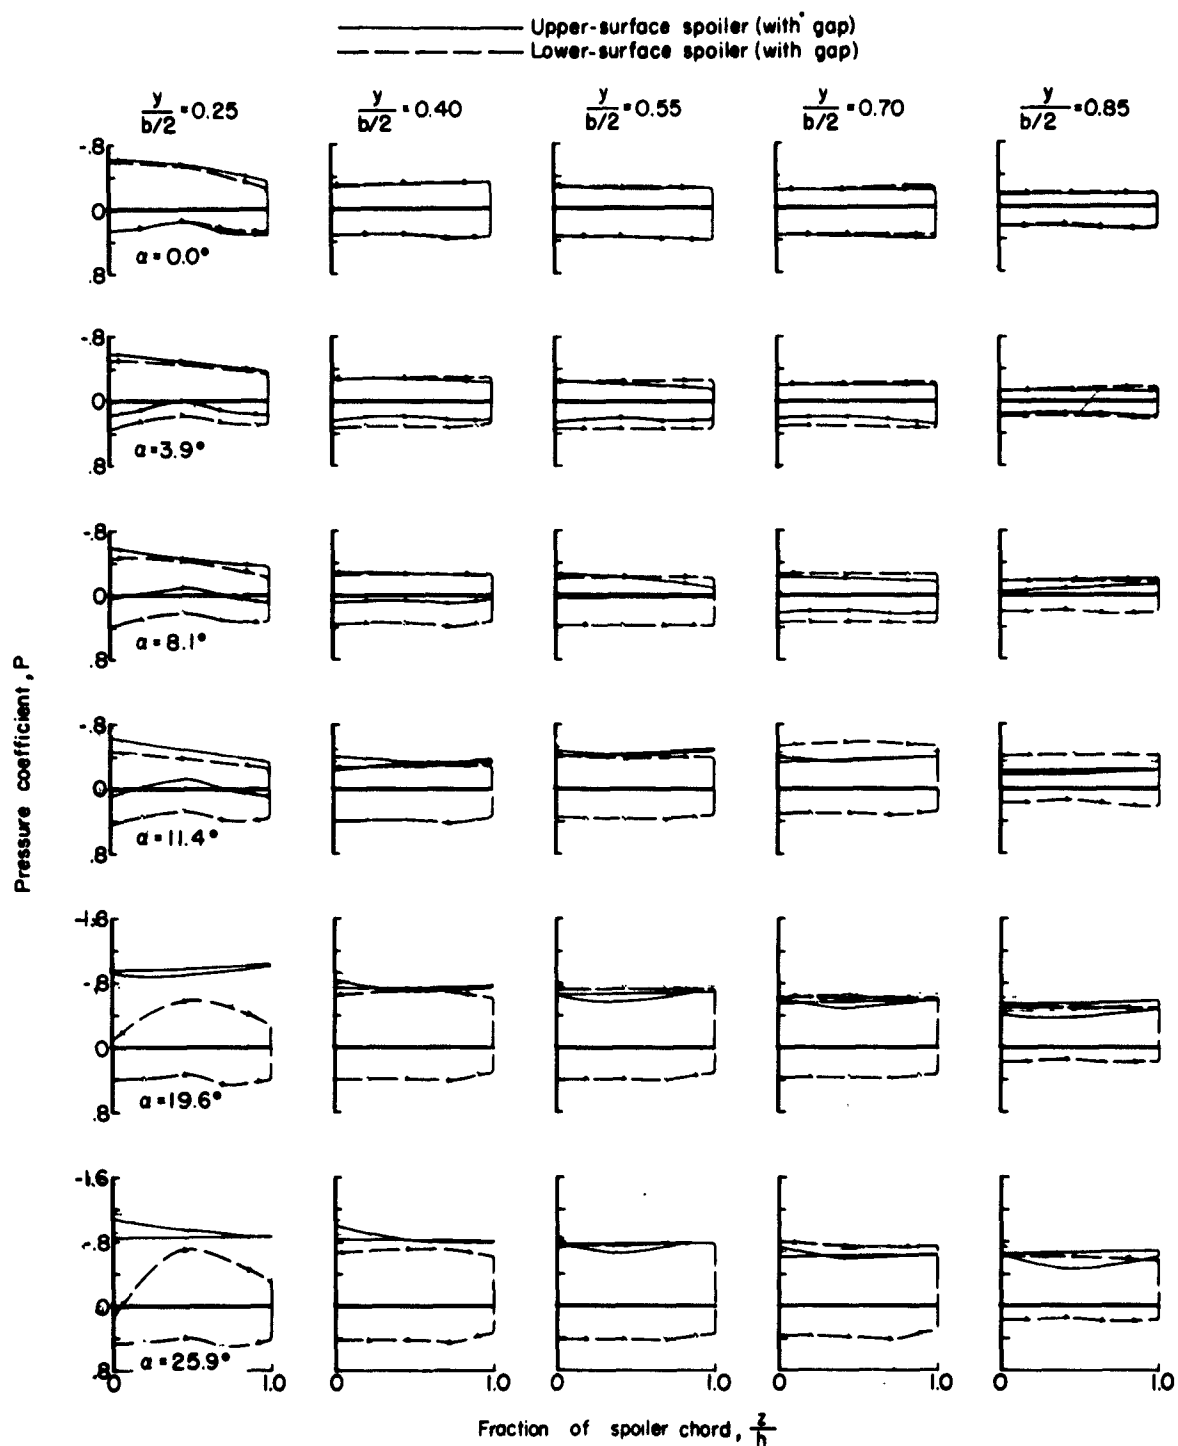 Upper-surface spoiler (with gap)
Lower-surface spoiler (with gap)
y/b/2 = 0.25 y/b/2 = 0.40 y/b/2 = 0.55 y/b/2 = 0.70 y/b/2 = 0.85
-.8
0
α = 0.0°
.8
-.8
0
α = 3.9°
.8
-.8
0
α = 8.1°
.8
-.8
0
α = 11.4°
.8
-1.6
-.8
0
α = 19.6°
.8
-1.6
-.8
0
α = 25.9°
.8
0 1.0 0 1.0 0 1.0 0 1.0 0 1.0
Pressure coefficient, P
Fraction of spoiler chord, z/h